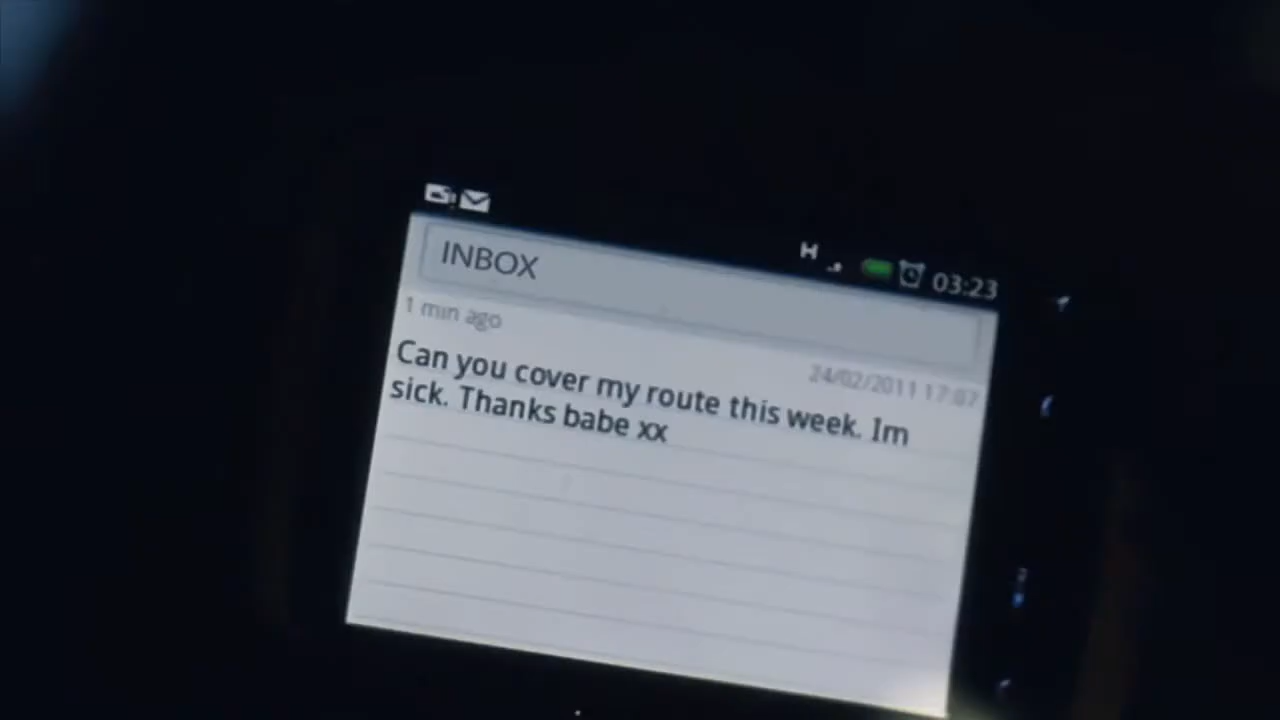 H 03:23
INBOX
1 min ago
24/02/2011 17:07
Can you cover my route this week. Im
sick. Thanks babe xx